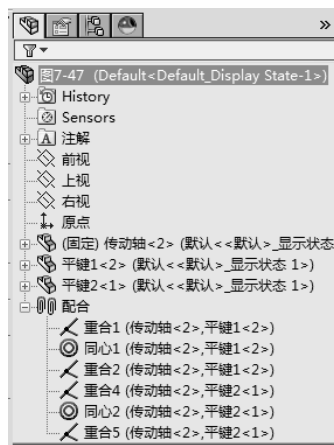 »
图7-47 (Default<Default_Display State-1>)
History
Sensors
A 注解
前视
上视
右视
原点
(固定) 传动轴<2> (默认<<默认>_显示状态
平键1<2> (默认<<默认>_显示状态 1>)
平键2<1> (默认<<默认>_显示状态 1>)
配合
重合1 (传动轴<2>,平键1<2>)
同心1 (传动轴<2>,平键1<2>)
重合2 (传动轴<2>,平键1<2>)
重合4 (传动轴<2>,平键2<1>)
同心2 (传动轴<2>,平键2<1>)
重合5 (传动轴<2>,平键2<1>)